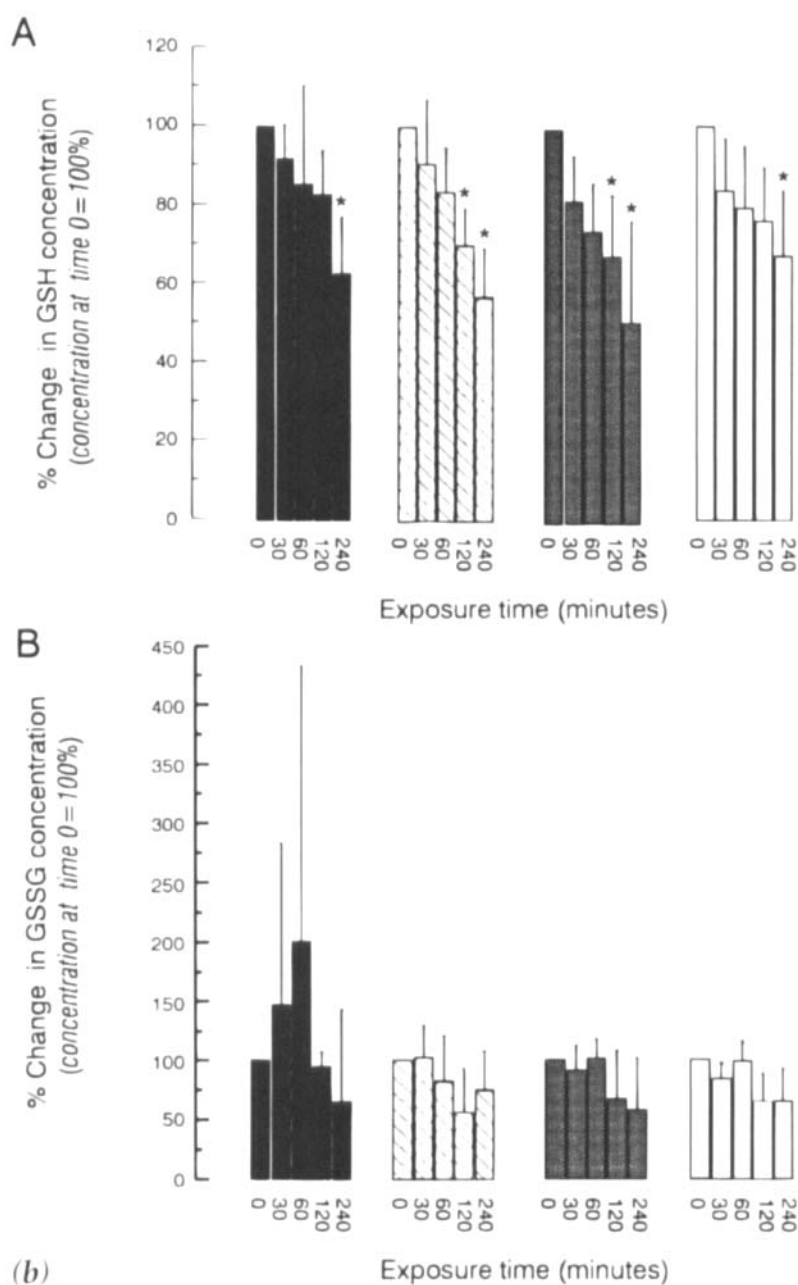 A
% Change in GSH concentration
(concentration at time 0=100%)
120
100
80
60
40
20
0
★
★
★
★
★
★
0 30 60 120 240
0 30 60 120 240
0 30 60 120 240
0 30 60 120 240
Exposure time (minutes)
B
% Change in GSSG concentration
(concentration at time 0=100%)
450
400
350
300
250
200
150
100
50
0
0 30 60 120 240
0 30 60 120 240
0 30 60 120 240
0 30 60 120 240
(b)
Exposure time (minutes)